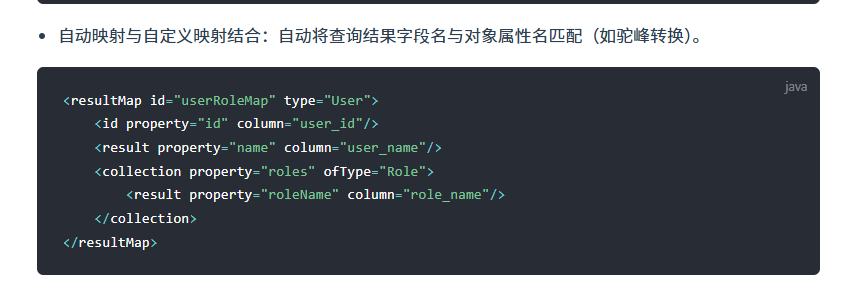 自动映射与自定义映射结合：自动将查询结果字段名与对象属性名匹配（如驼峰转换）。
java
<resultMap id="userRoleMap" type="User">
    <id property="id" column="user_id"/>
    <result property="name" column="user_name"/>
    <collection property="roles" ofType="Role">
        <result property="roleName" column="role_name"/>
    </collection>
</resultMap>